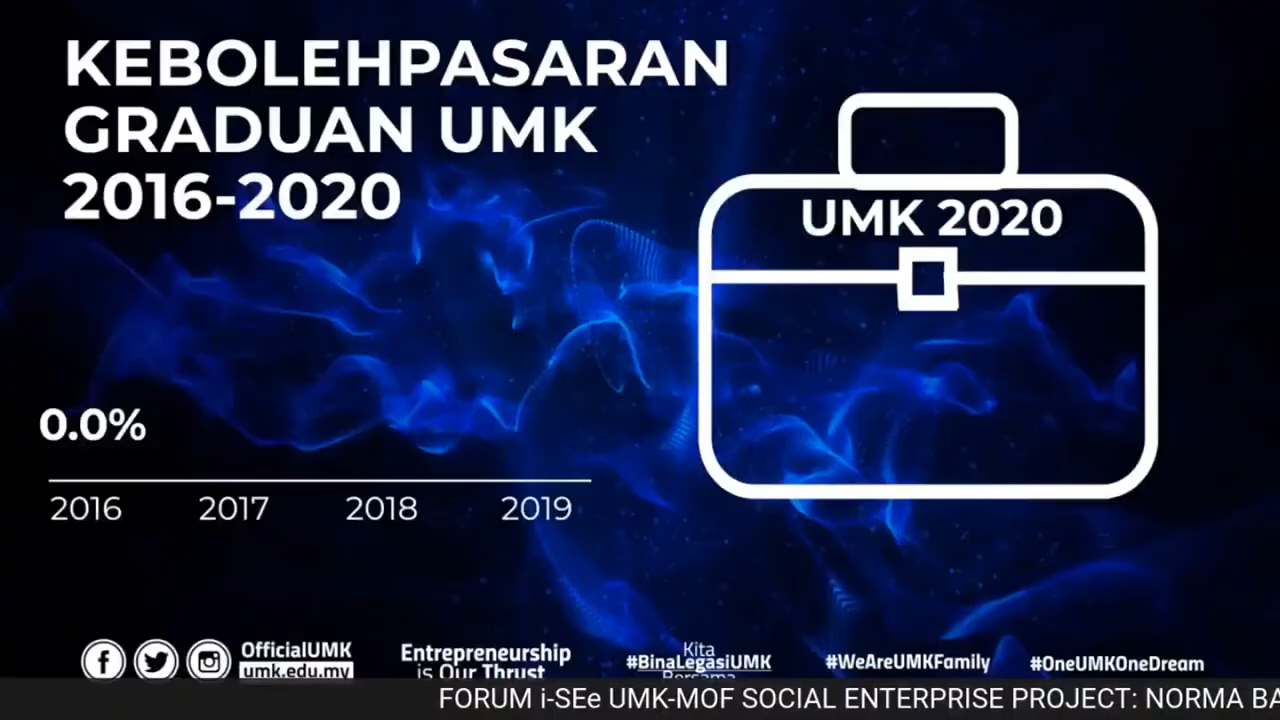 KEBOLEHPASARAN
GRADUAN UMK
2016-2020
UMK 2020
0.0%
2016 2017 2018 2019
OfficialUMK
umk.edu.my
Entrepreneurship
is Our Thrust
Kita
#BinaLegasiUMK
Bersama
#WeAreUMKFamily
#OneUMKOneDream
FORUM i-SEe UMK-MOF SOCIAL ENTERPRISE PROJECT: NORMA BA